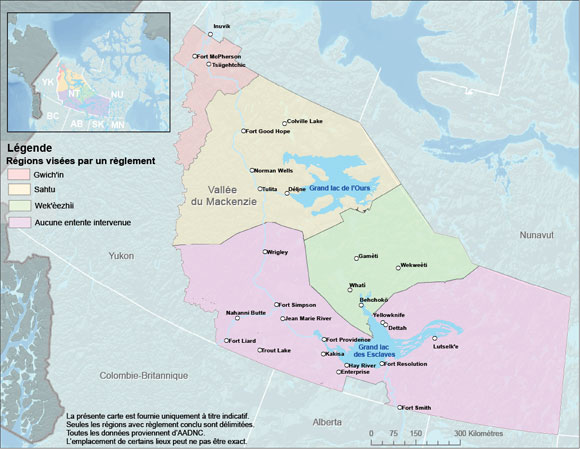 YK
NT
NU
BC
AB
SK
MN
Légende
Régions visées par un règlement
Gwich'in
Sahtu
Wek'èezhìi
Aucune entente intervenue
Inuvik
Fort McPherson
Tsiigehtchic
Colville Lake
Fort Good Hope
Norman Wells
Vallée
du Mackenzie
Tulita
Déline
Grand lac de l'Ours
Nunavut
Yukon
Wrigley
Gamèti
Wekweèti
Whatì
Behchokö
Fort Simpson
Yellowknife
Nahanni Butte
Jean Marie River
Dettah
Fort Providence
Lutselk'e
Fort Liard
Trout Lake
Kakisa
Grand lac
des Esclaves
Hay River
Fort Resolution
Enterprise
Colombie-Britannique
Fort Smith
Alberta
La présente carte est fournie uniquement à titre indicatif.
Seules les régions avec règlement conclu sont délimitées.
Toutes les données proviennent d'AADNC.
L'emplacement de certains lieux peut ne pas être exact.
0 75 150 300 Kilomètres